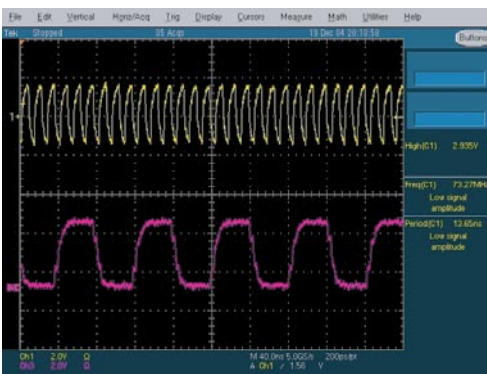 File Edit Vertical Horiz/Acq Trig Display Cursors Measure Math Utilities Help
Tek Stopped 35 Acqs 19 Dec 04 20:10:58 Buttons
High(C1) 2.935V
Freq(C1) 73.27MHz
Low signal
amplitude
Period(C1) 13.65ns
Low signal
amplitude
Ch1 2.0V Ω M 40.0ns 5.0GS/s 200ps/pt
Ch3 2.0V Ω A Ch1 1.56 V